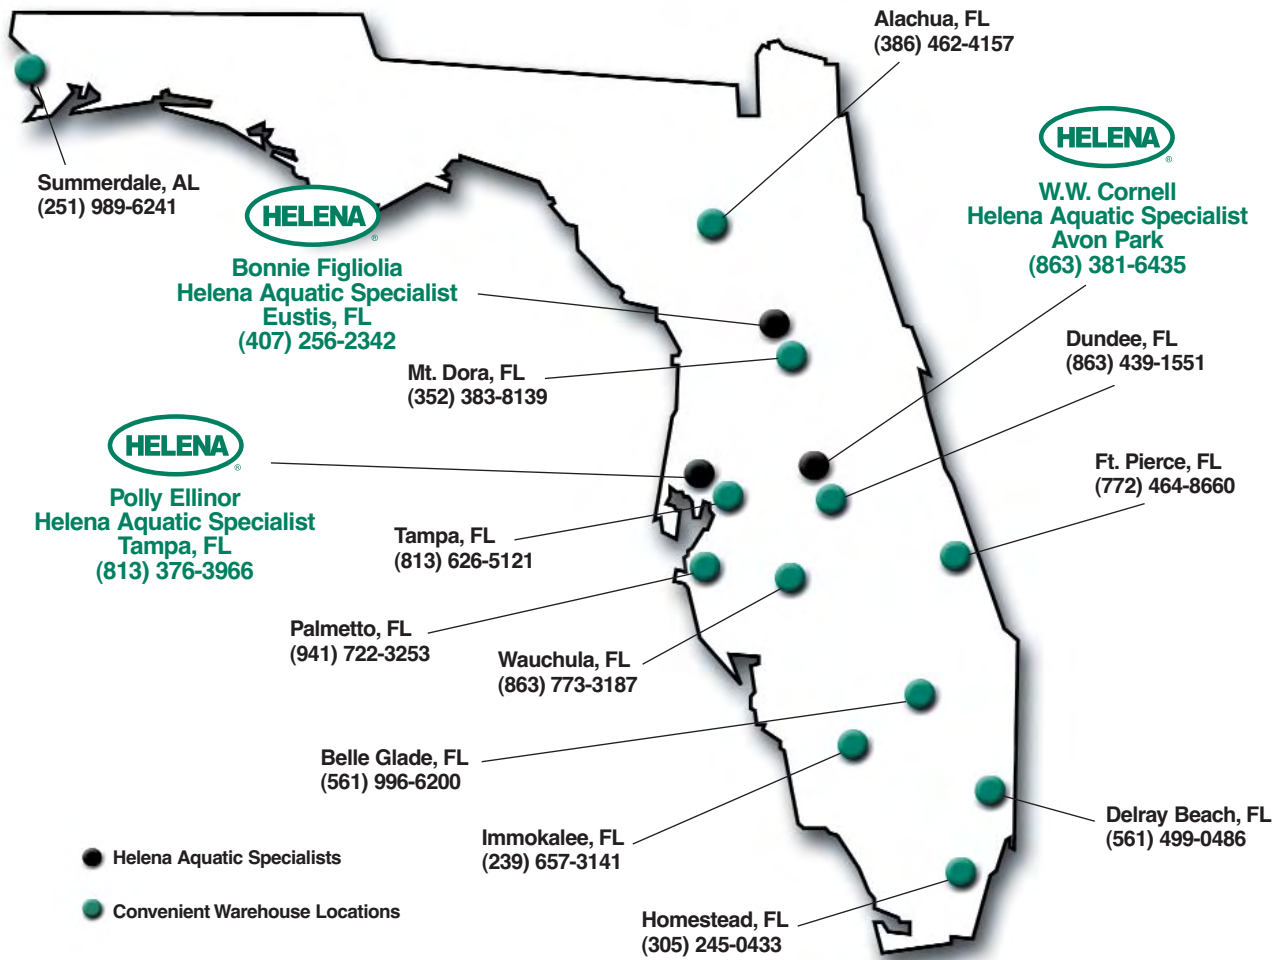 Alachua, FL
(386) 462-4157
HELENA
®
W.W. Cornell
Helena Aquatic Specialist
Avon Park
(863) 381-6435
Summerdale, AL
(251) 989-6241
HELENA
®
Bonnie Figliolia
Helena Aquatic Specialist
Eustis, FL
(407) 256-2342
Dundee, FL
(863) 439-1551
Mt. Dora, FL
(352) 383-8139
HELENA
®
Polly Ellinor
Helena Aquatic Specialist
Tampa, FL
(813) 376-3966
Ft. Pierce, FL
(772) 464-8660
Tampa, FL
(813) 626-5121
Palmetto, FL
(941) 722-3253
Wauchula, FL
(863) 773-3187
Belle Glade, FL
(561) 996-6200
Immokalee, FL
(239) 657-3141
Delray Beach, FL
(561) 499-0486
Homestead, FL
(305) 245-0433
Helena Aquatic Specialists
Convenient Warehouse Locations